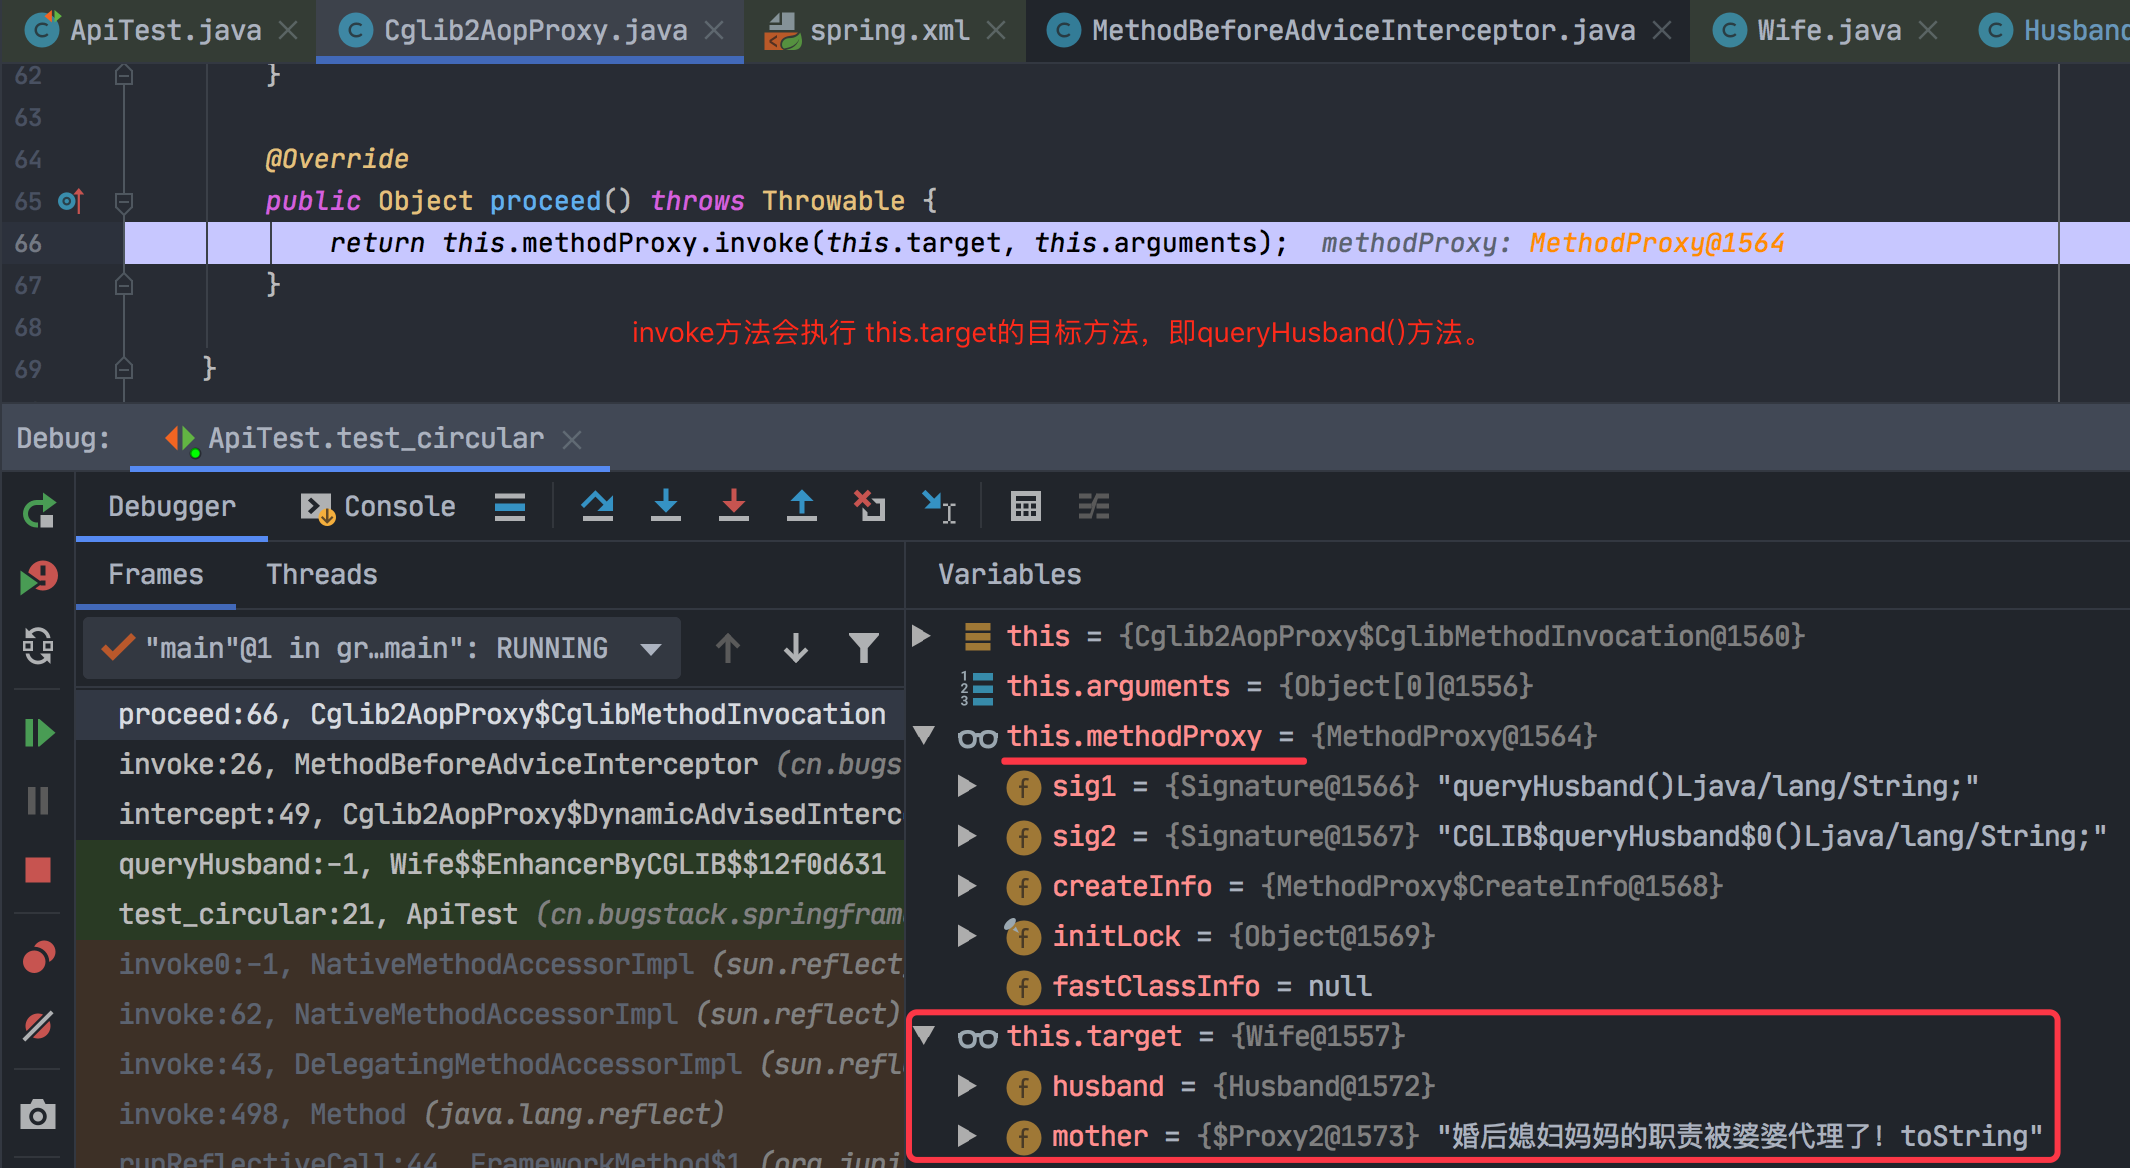 ApiTest.java Cglib2AopProxy.java spring.xml MethodBeforeAdviceInterceptor.java Wife.java Husband
62 }
63
64 @Override
65 public Object proceed() throws Throwable {
66 return this.methodProxy.invoke(this.target, this.arguments); methodProxy: MethodProxy@1564
67 }
68
invoke方法会执行 this.target的目标方法，即queryHusband()方法。
69 }
Debug: ApiTest.test_circular
Debugger Console
Frames Threads
"main"@1 in gr…main": RUNNING
proceed:66, Cglib2AopProxy$CglibMethodInvocation
invoke:26, MethodBeforeAdviceInterceptor (cn.bugs
intercept:49, Cglib2AopProxy$DynamicAdvisedInterc
queryHusband:-1, Wife$$EnhancerByCGLIB$$12f0d631
test_circular:21, ApiTest (cn.bugstack.springfram
invoke0:-1, NativeMethodAccessorImpl (sun.reflect
invoke:62, NativeMethodAccessorImpl (sun.reflect)
invoke:43, DelegatingMethodAccessorImpl (sun.refl
invoke:498, Method (java.lang.reflect)
runReflectiveCall:44, FrameworkMethod$1 (org.juni
Variables
this = {Cglib2AopProxy$CglibMethodInvocation@1560}
this.arguments = {Object[0]@1556}
this.methodProxy = {MethodProxy@1564}
sig1 = {Signature@1566} "queryHusband()Ljava/lang/String;"
sig2 = {Signature@1567} "CGLIB$queryHusband$0()Ljava/lang/String;"
createInfo = {MethodProxy$CreateInfo@1568}
initLock = {Object@1569}
fastClassInfo = null
this.target = {Wife@1557}
husband = {Husband@1572}
mother = {$Proxy2@1573} "婚后媳妇妈妈的职责被婆婆代理了！toString"